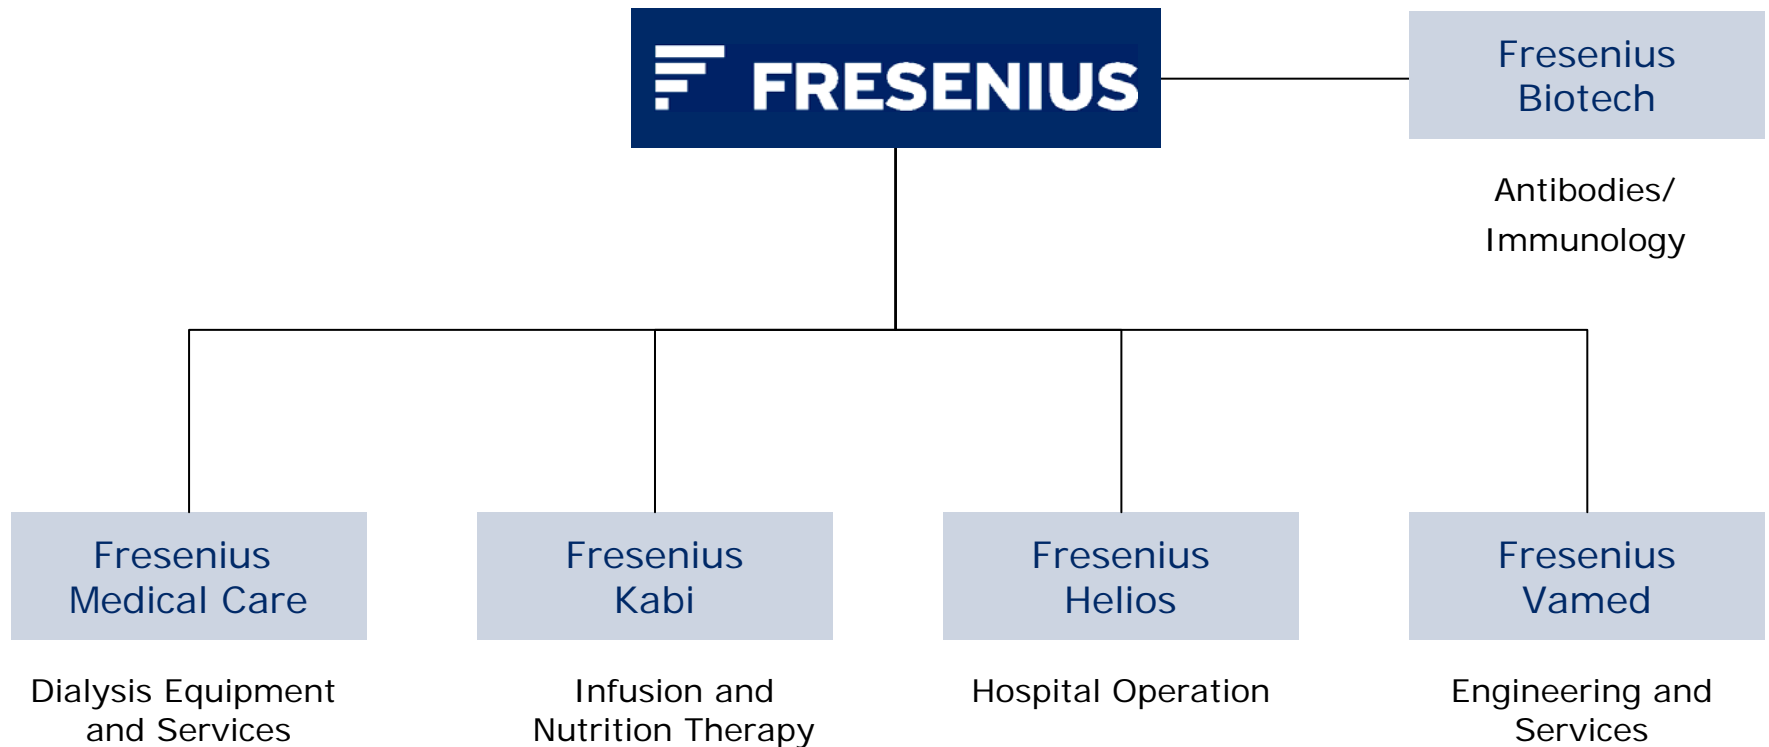 FRESENIUS
Fresenius
Biotech
Antibodies/
Immunology
Fresenius
Medical Care
Dialysis Equipment
and Services
Fresenius
Kabi
Infusion and
Nutrition Therapy
Fresenius
Helios
Hospital Operation
Fresenius
Vamed
Engineering and
Services